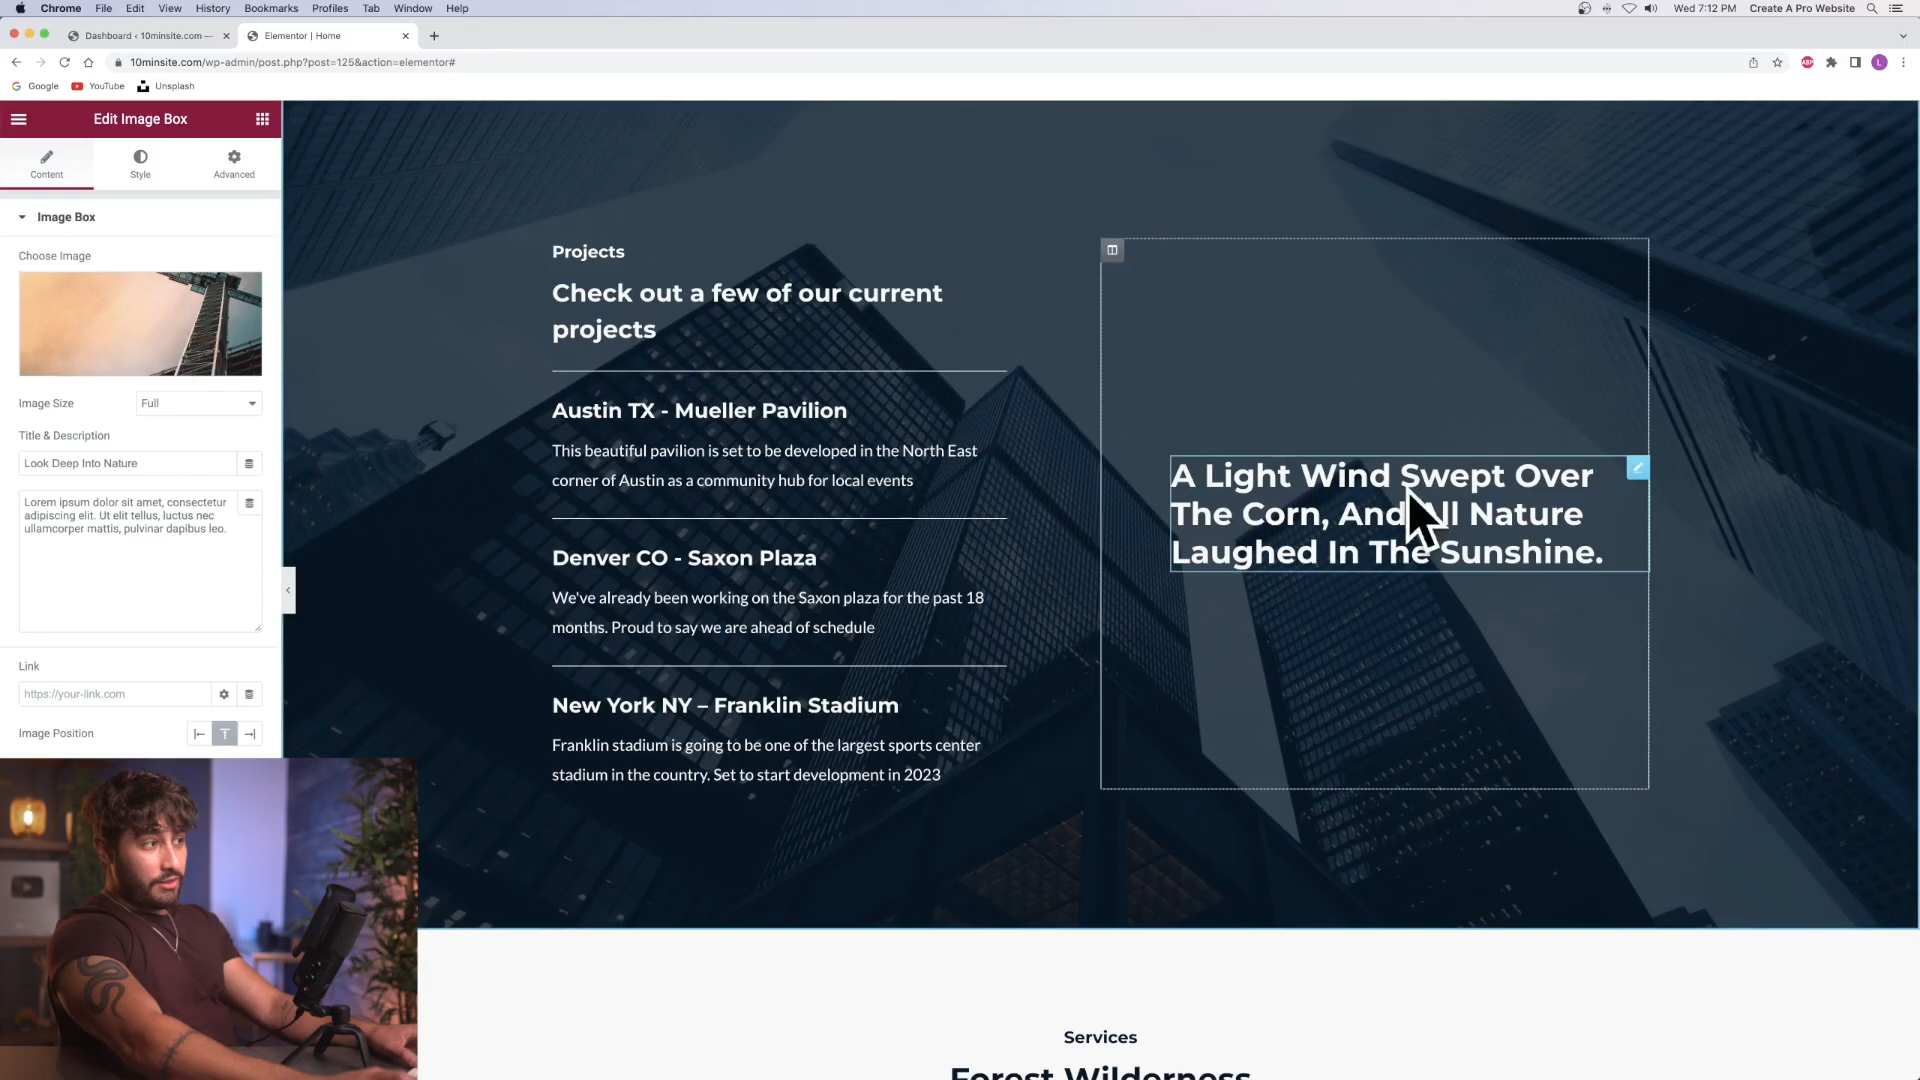 Chrome File Edit View History Bookmarks Profiles Tab Window Help
Wed 7:12 PM Create A Pro Website
Dashboard ‹ 10minsite.com —
Elementor | Home
10minsite.com/wp-admin/post.php?post=125&action=elementor#
ABP
L
Google YouTube Unsplash
Edit Image Box
Content Style Advanced
Image Box
Choose Image
Image Size Full
Title & Description
Look Deep Into Nature
Lorem ipsum dolor sit amet, consectetur
adipiscing elit. Ut elit tellus, luctus nec
ullamcorper mattis, pulvinar dapibus leo.
Link
https://your-link.com
Image Position
Projects
Check out a few of our current
projects
Austin TX - Mueller Pavilion
This beautiful pavilion is set to be developed in the North East
corner of Austin as a community hub for local events
Denver CO - Saxon Plaza
We've already been working on the Saxon plaza for the past 18
months. Proud to say we are ahead of schedule
New York NY – Franklin Stadium
Franklin stadium is going to be one of the largest sports center
stadium in the country. Set to start development in 2023
A Light Wind Swept Over
The Corn, And All Nature
Laughed In The Sunshine.
Services
Forest Wilderness